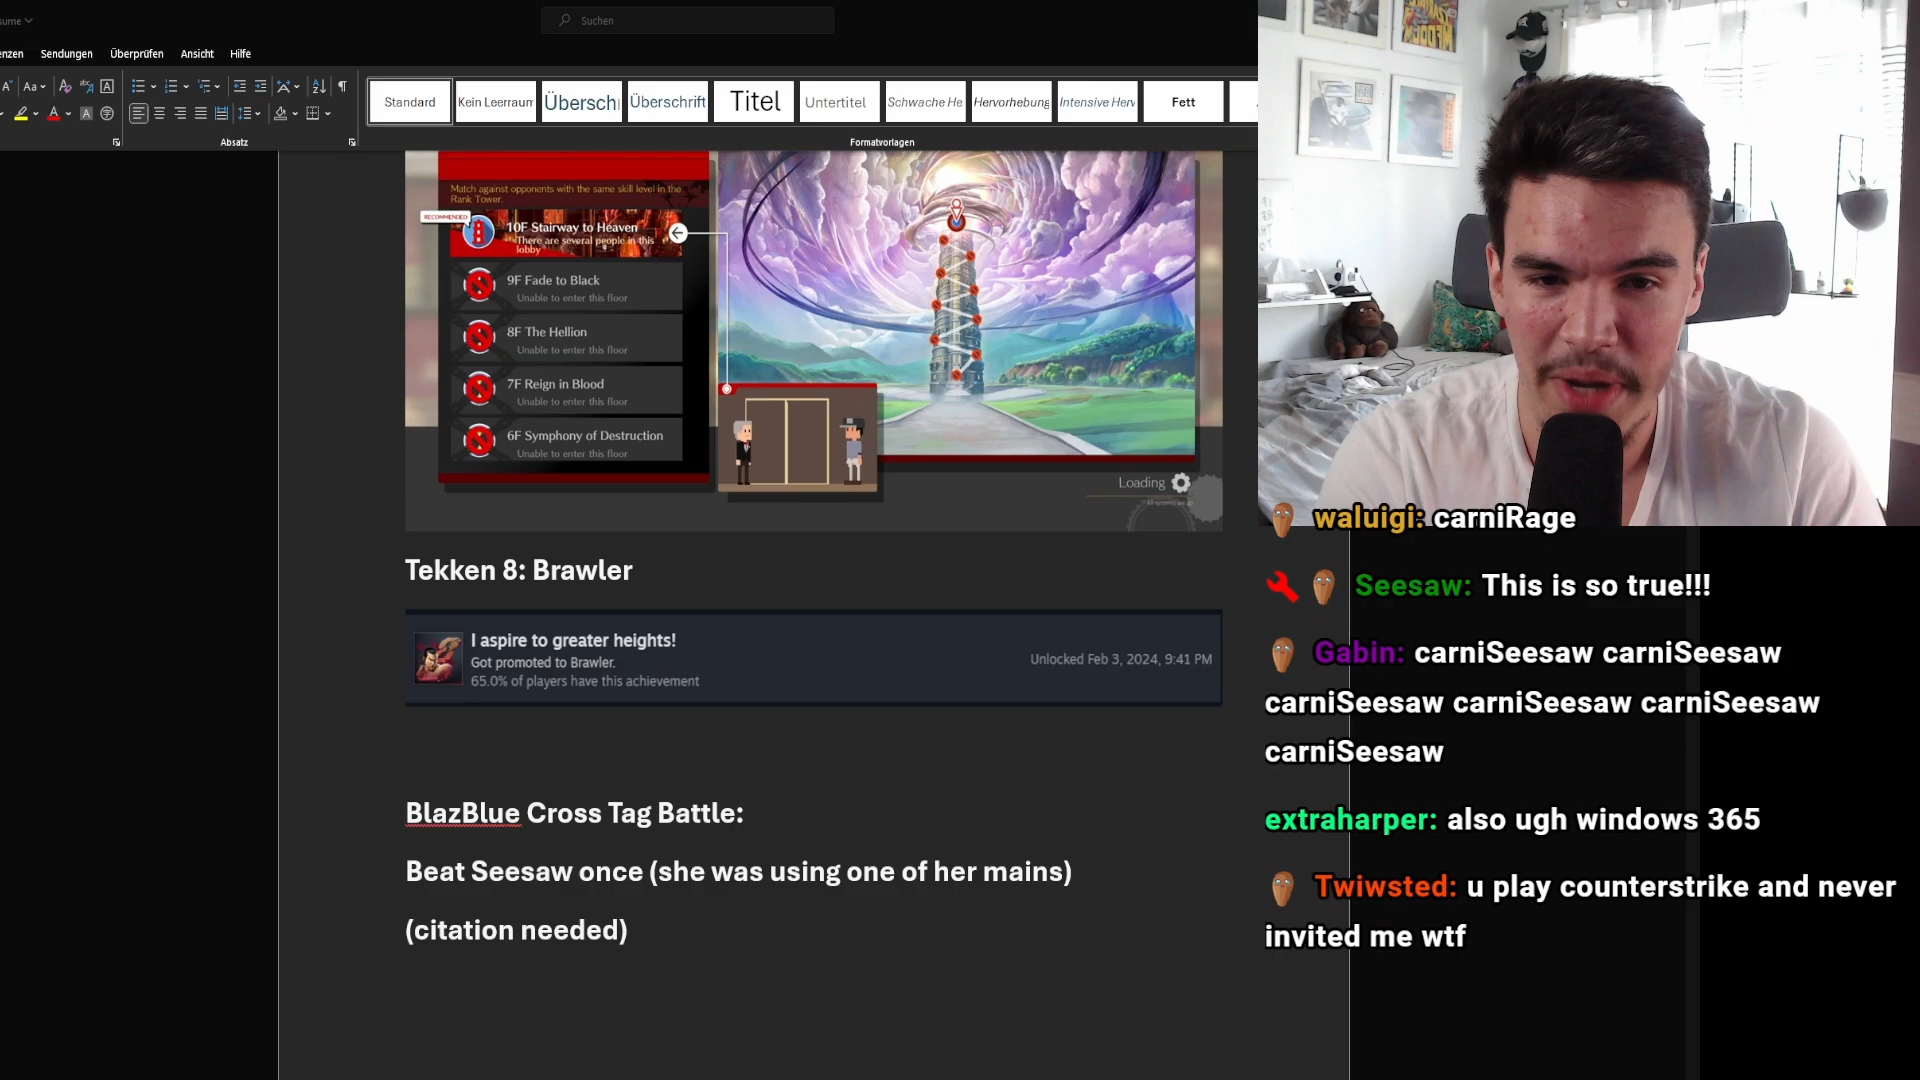 sume
Suchen
enzen Sendungen Überprüfen Ansicht Hilfe
Standard
Kein Leerraum
Übersch
Überschrift
Titel
Untertitel
Schwache He
Hervorhebung
Intensive Herv
Fett
Absatz
Formatvorlagen
Match against opponents with the same skill level in the
Rank Tower.
RECOMMENDED
10F Stairway to Heaven
There are several people in this
lobby
9F Fade to Black
Unable to enter this floor
8F The Hellion
Unable to enter this floor
7F Reign in Blood
Unable to enter this floor
6F Symphony of Destruction
Unable to enter this floor
Loading
Tekken 8: Brawler
I aspire to greater heights!
Got promoted to Brawler.
65.0% of players have this achievement
Unlocked Feb 3, 2024, 9:41 PM
BlazBlue Cross Tag Battle:
Beat Seesaw once (she was using one of her mains)
(citation needed)
waluigi: carniRage
Seesaw: This is so true!!!
Gabin: carniSeesaw carniSeesaw
carniSeesaw carniSeesaw carniSeesaw
carniSeesaw
extraharper: also ugh windows 365
Twiwsted: u play counterstrike and never
invited me wtf